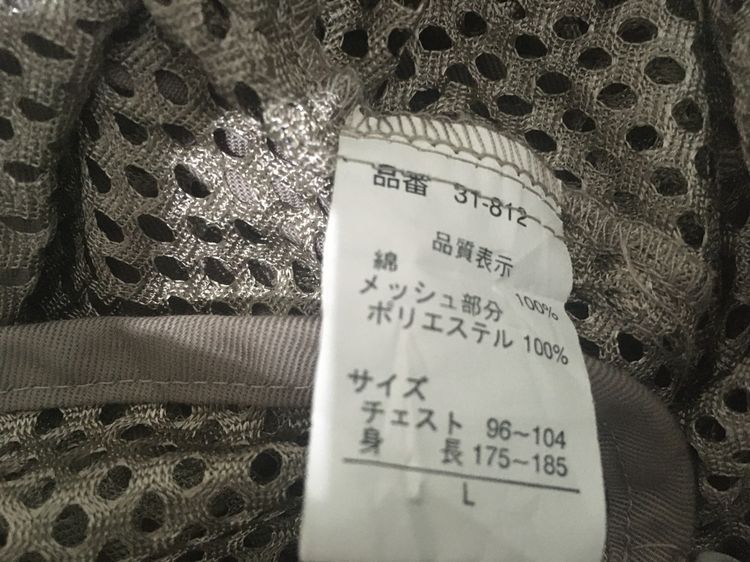 品番 31-812
品質表示
綿 100%
メッシュ部分
ポリエステル 100%
サイズ
チェスト 96～104
身長 175～185
L